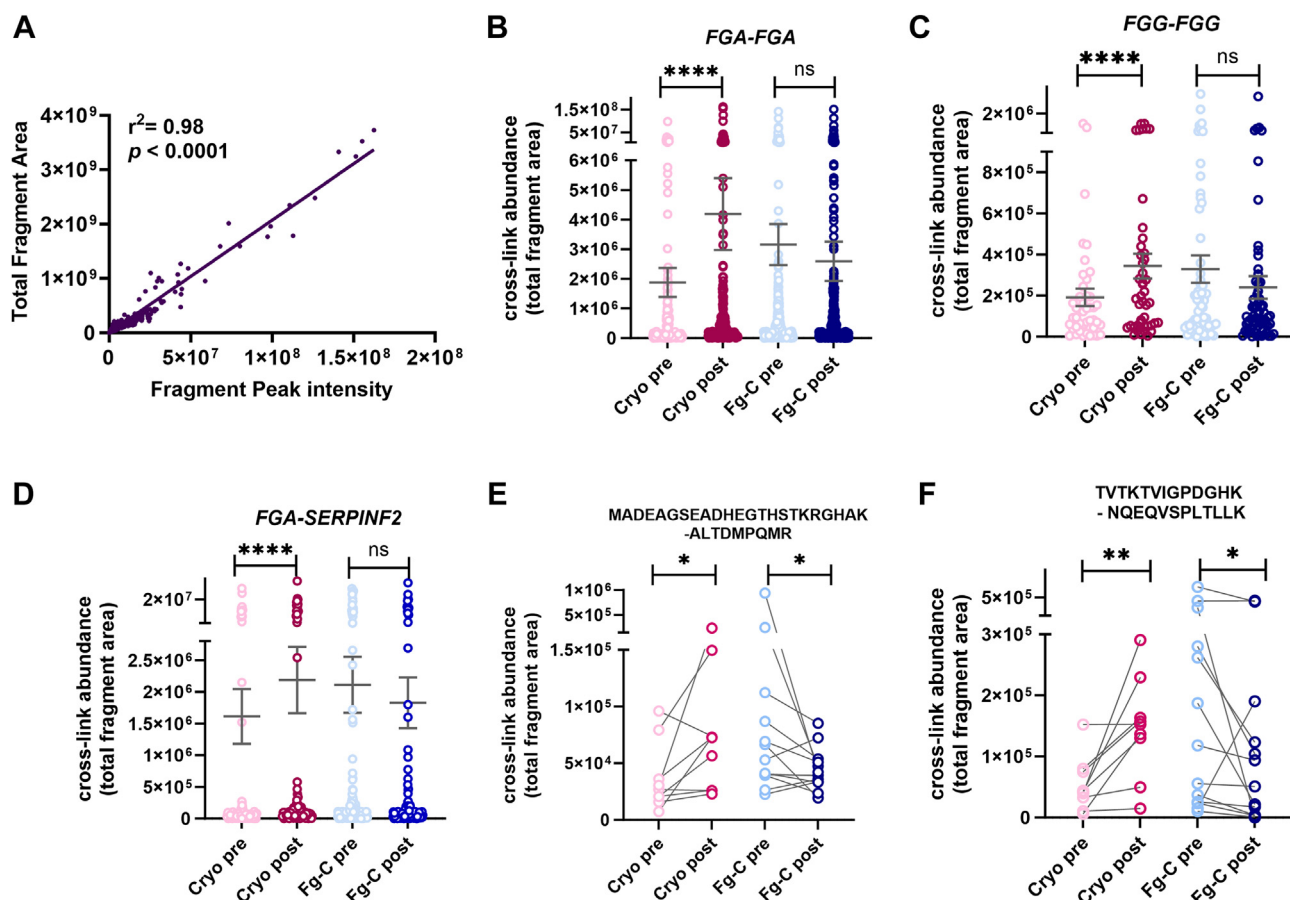 A
r²= 0.98
p < 0.0001
Total Fragment Area
4×10⁹
3×10⁹
2×10⁹
1×10⁹
0
0
5×10⁷
1×10⁸
1.5×10⁸
2×10⁸
Fragment Peak intensity
B
FGA-FGA
****
ns
cross-link abundance
(total fragment area)
1.5×10⁸
5×10⁷
6×10⁶
5×10⁶
4×10⁶
3×10⁶
2×10⁶
1×10⁶
0
Cryo pre
Cryo post
Fg-C pre
Fg-C post
C
FGG-FGG
****
ns
cross-link abundance
(total fragment area)
2×10⁶
8×10⁵
6×10⁵
4×10⁵
2×10⁵
0
Cryo pre
Cryo post
Fg-C pre
Fg-C post
D
FGA-SERPINF2
****
ns
cross-link abundance
(total fragment area)
2×10⁷
2.5×10⁶
2×10⁶
1.5×10⁶
1×10⁶
5×10⁵
0
Cryo pre
Cryo post
Fg-C pre
Fg-C post
E
MADEAGSEADHEGTHSTKRGHAK
-ALTDMPQMR
*
*
cross-link abundance
(total fragment area)
1×10⁶
5×10⁵
1.5×10⁵
1×10⁵
5×10⁴
0
Cryo pre
Cryo post
Fg-C pre
Fg-C post
F
TVTKTVIGPDGHK
- NQEQVSPLTLLK
**
*
cross-link abundance
(total fragment area)
5×10⁵
3×10⁵
2×10⁵
1×10⁵
0
Cryo pre
Cryo post
Fg-C pre
Fg-C post